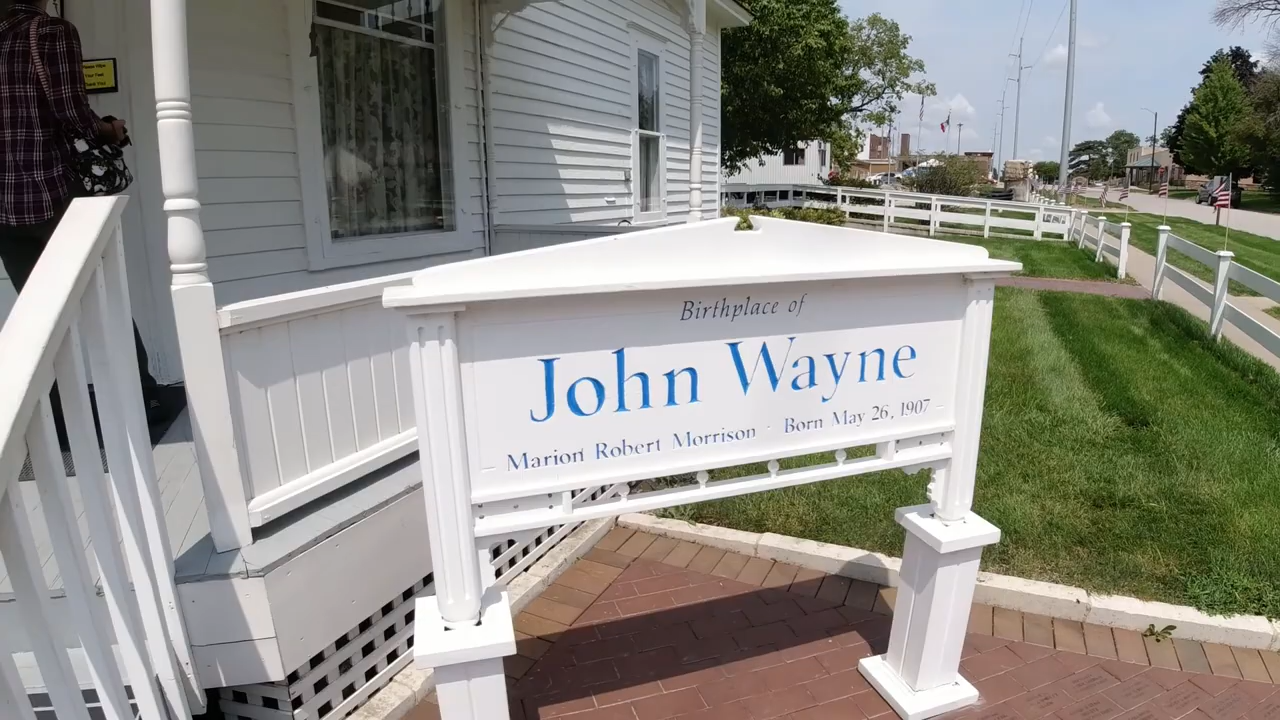 Birthplace of
John Wayne
– Marion Robert Morrison · Born May 26, 1907 –